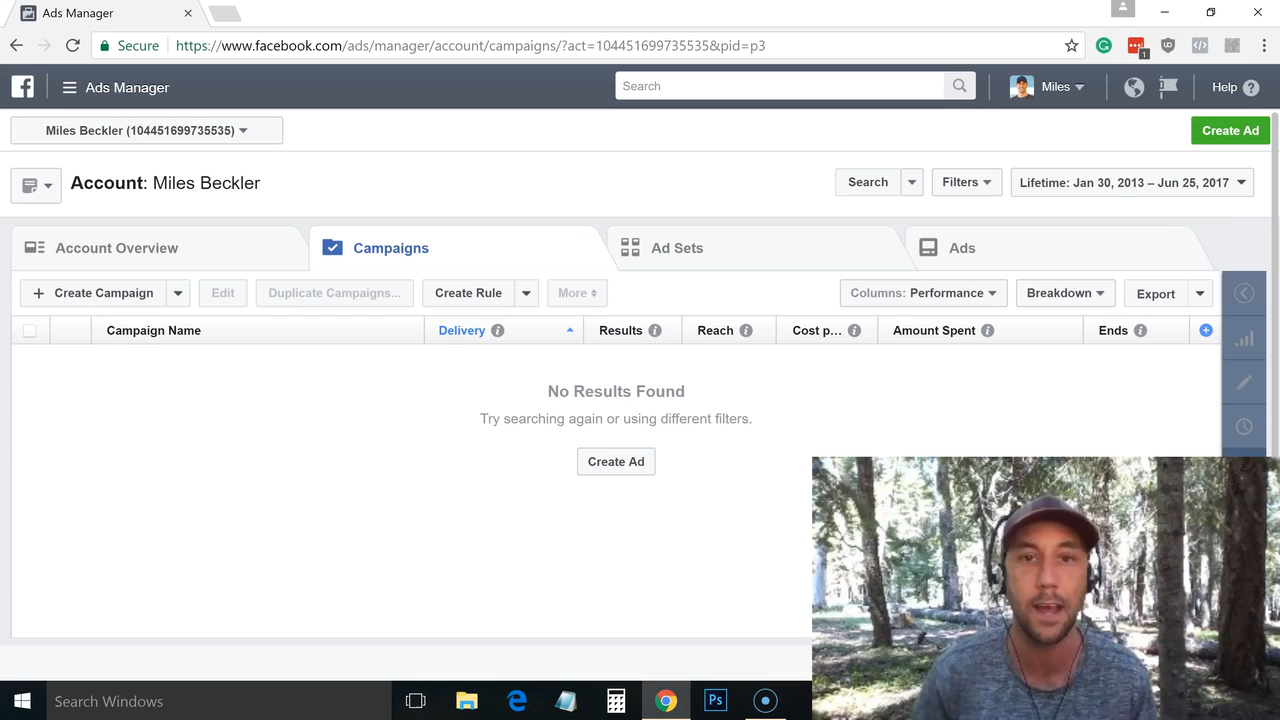 Ads Manager
Secure
https://www.facebook.com/ads/manager/account/campaigns/?act=104451699735535&pid=p3
1
Ads Manager
Search
Miles
Help
Miles Beckler (104451699735535)
Create Ad
Account: Miles Beckler
Search
Filters
Lifetime: Jan 30, 2013 – Jun 25, 2017
Account Overview
Campaigns
Ad Sets
Ads
+ Create Campaign
Edit
Duplicate Campaigns...
Create Rule
More
Columns: Performance
Breakdown
Export
Campaign Name
Delivery
Results
Reach
Cost p...
Amount Spent
Ends
No Results Found
Try searching again or using different filters.
Create Ad
Search Windows
Ps